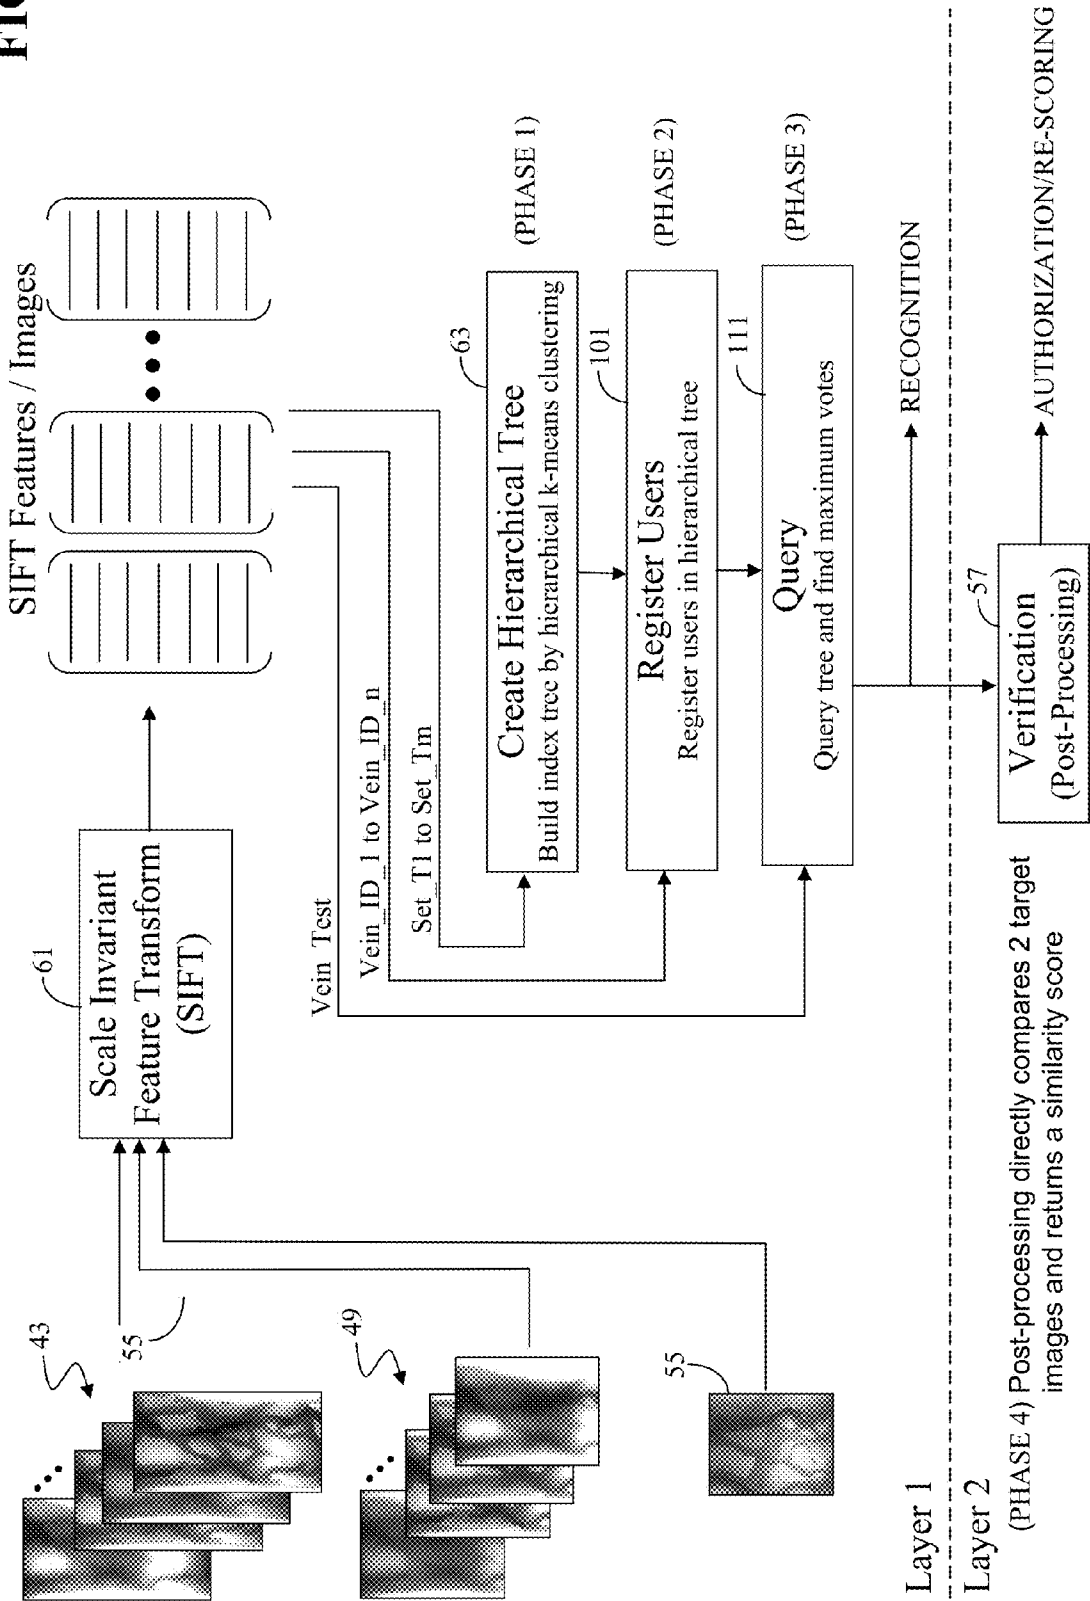 FIG
43
55
49
55
61
Scale Invariant
Feature Transform
(SIFT)
SIFT Features / Images
Vein_Test
Vein_ID_1 to Vein_ID_n
Set_T1 to Set_Tm
63
Create Hierarchical Tree
Build index tree by hierarchical k-means clustering
(PHASE 1)
101
Register Users
Register users in hierarchical tree
(PHASE 2)
111
Query
Query tree and find maximum votes
(PHASE 3)
RECOGNITION
Layer 1
Layer 2
(PHASE 4) Post-processing directly compares 2 target
images and returns a similarity score
57
Verification
(Post-Processing)
AUTHORIZATION/RE-SCORING